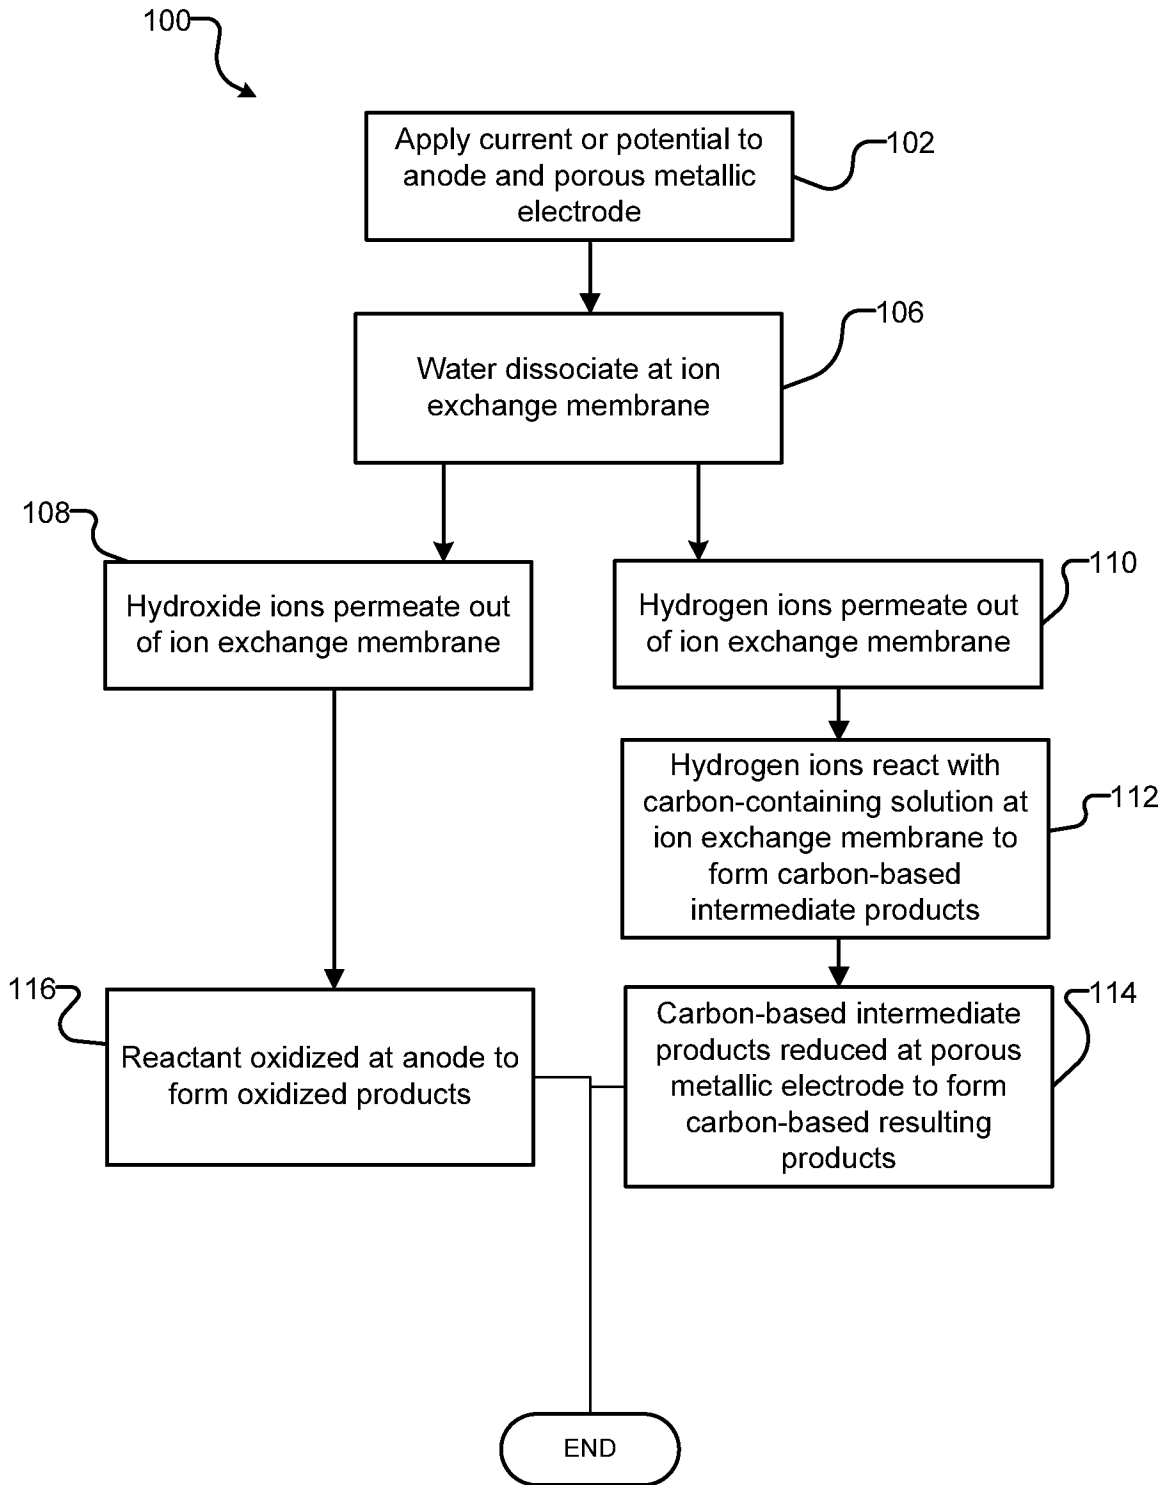 100
Apply current or potential to
anode and porous metallic
electrode
102
Water dissociate at ion
exchange membrane
106
108
Hydroxide ions permeate out
of ion exchange membrane
Hydrogen ions permeate out
of ion exchange membrane
110
Hydrogen ions react with
carbon-containing solution at
ion exchange membrane to
form carbon-based
intermediate products
112
116
Reactant oxidized at anode to
form oxidized products
Carbon-based intermediate
products reduced at porous
metallic electrode to form
carbon-based resulting
products
114
END